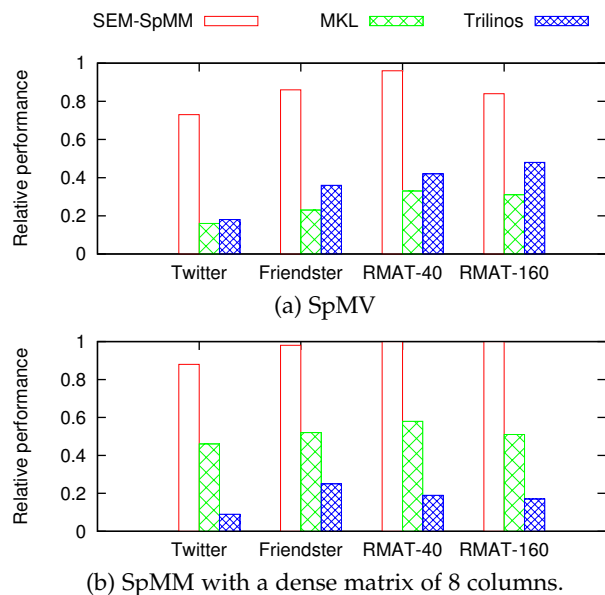 SEM-SpMM MKL Trilinos
Relative performance
1
0.8
0.6
0.4
0.2
0
Twitter Friendster RMAT-40 RMAT-160
(a) SpMV
Relative performance
1
0.8
0.6
0.4
0.2
0
Twitter Friendster RMAT-40 RMAT-160
(b) SpMM with a dense matrix of 8 columns.